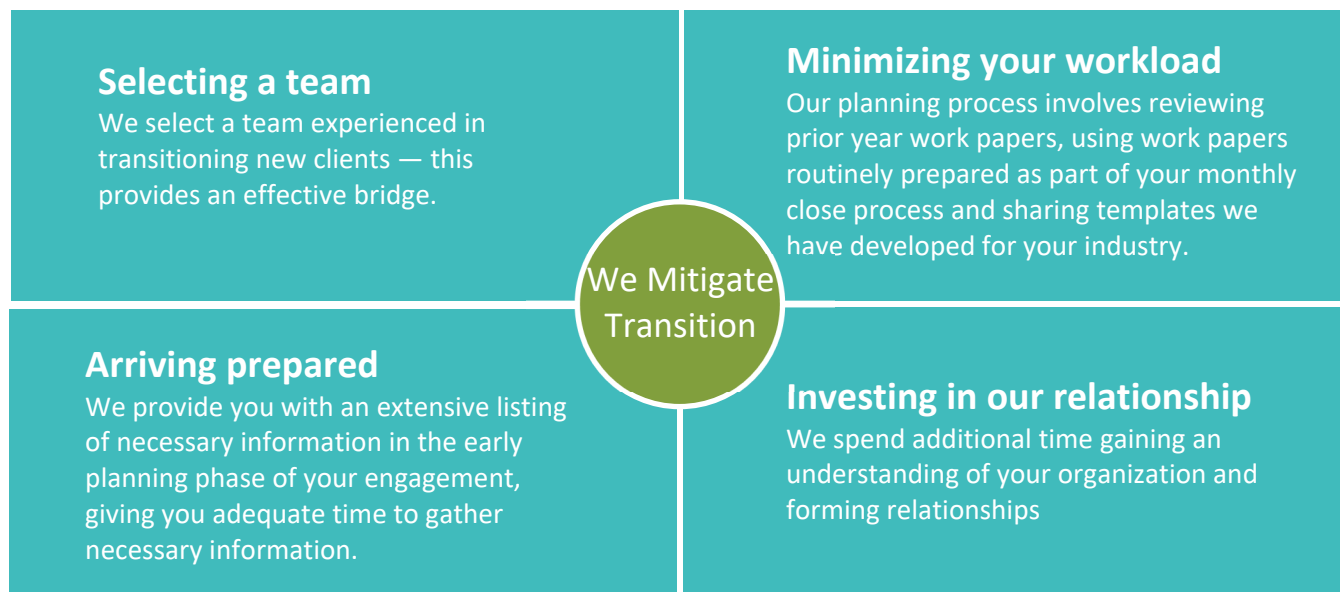 Selecting a team
We select a team experienced in
transitioning new clients — this
provides an effective bridge.
Minimizing your workload
Our planning process involves reviewing
prior year work papers, using work papers
routinely prepared as part of your monthly
close process and sharing templates we
have developed for your industry.
We Mitigate
Transition
Arriving prepared
We provide you with an extensive listing
of necessary information in the early
planning phase of your engagement,
giving you adequate time to gather
necessary information.
Investing in our relationship
We spend additional time gaining an
understanding of your organization and
forming relationships